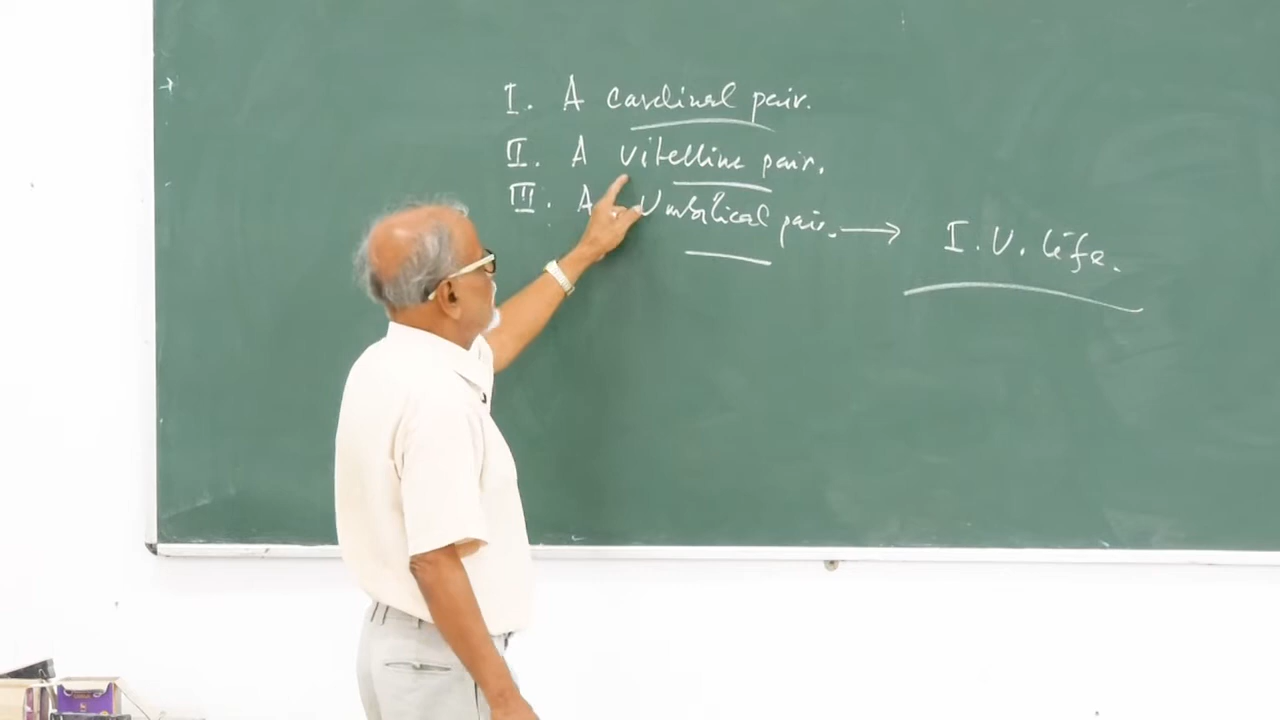 I. A cardinal pair.
II. A vitelline pair.
III. A Umbilical pair. → I.U. life.